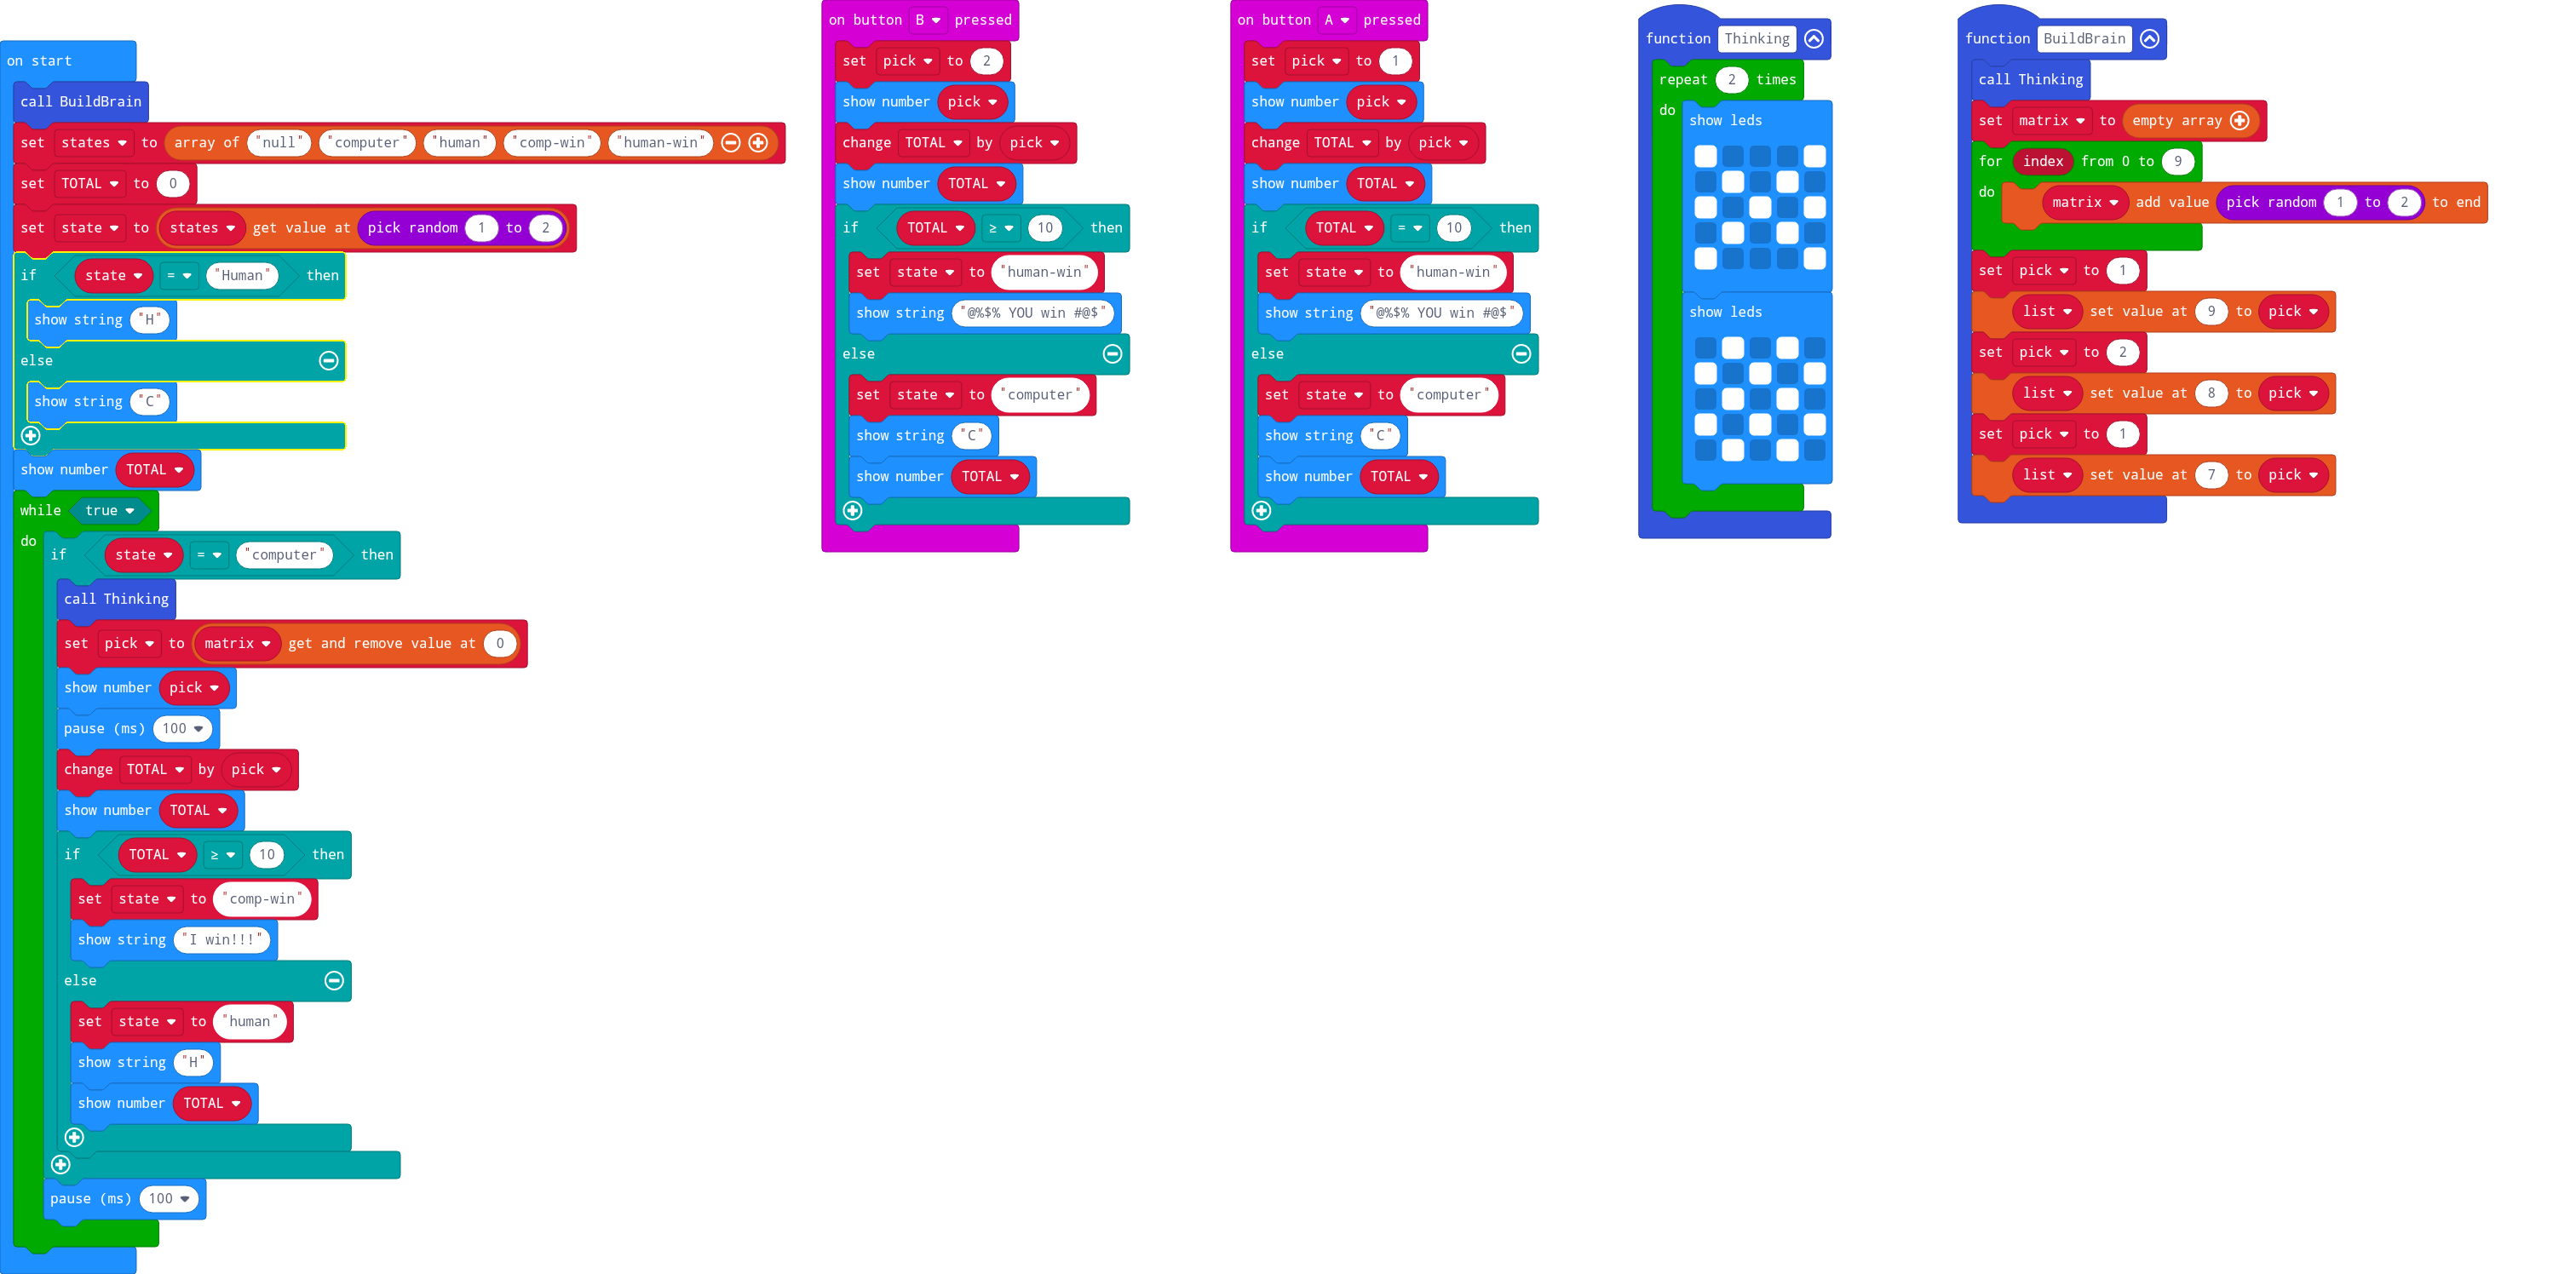 on start
call BuildBrain
set states to array of "null" "computer" "human" "comp-win" "human-win"
set TOTAL to 0
set state to states get value at pick random 1 to 2
if state = "Human" then
show string "H"
else
show string "C"
show number TOTAL
while true
do
if state = "computer" then
call Thinking
set pick to matrix get and remove value at 0
show number pick
pause (ms) 100
change TOTAL by pick
show number TOTAL
if TOTAL ≥ 10 then
set state to "comp-win"
show string "I win!!!"
else
set state to "human"
show string "H"
show number TOTAL
pause (ms) 100
on button B pressed
set pick to 2
show number pick
change TOTAL by pick
show number TOTAL
if TOTAL ≥ 10 then
set state to "human-win"
show string "@%$% YOU win #@$"
else
set state to "computer"
show string "C"
show number TOTAL
on button A pressed
set pick to 1
show number pick
change TOTAL by pick
show number TOTAL
if TOTAL = 10 then
set state to "human-win"
show string "@%$% YOU win #@$"
else
set state to "computer"
show string "C"
show number TOTAL
function Thinking
repeat 2 times
do
show leds
show leds
function BuildBrain
call Thinking
set matrix to empty array
for index from 0 to 9
do
matrix add value pick random 1 to 2 to end
set pick to 1
list set value at 9 to pick
set pick to 2
list set value at 8 to pick
set pick to 1
list set value at 7 to pick